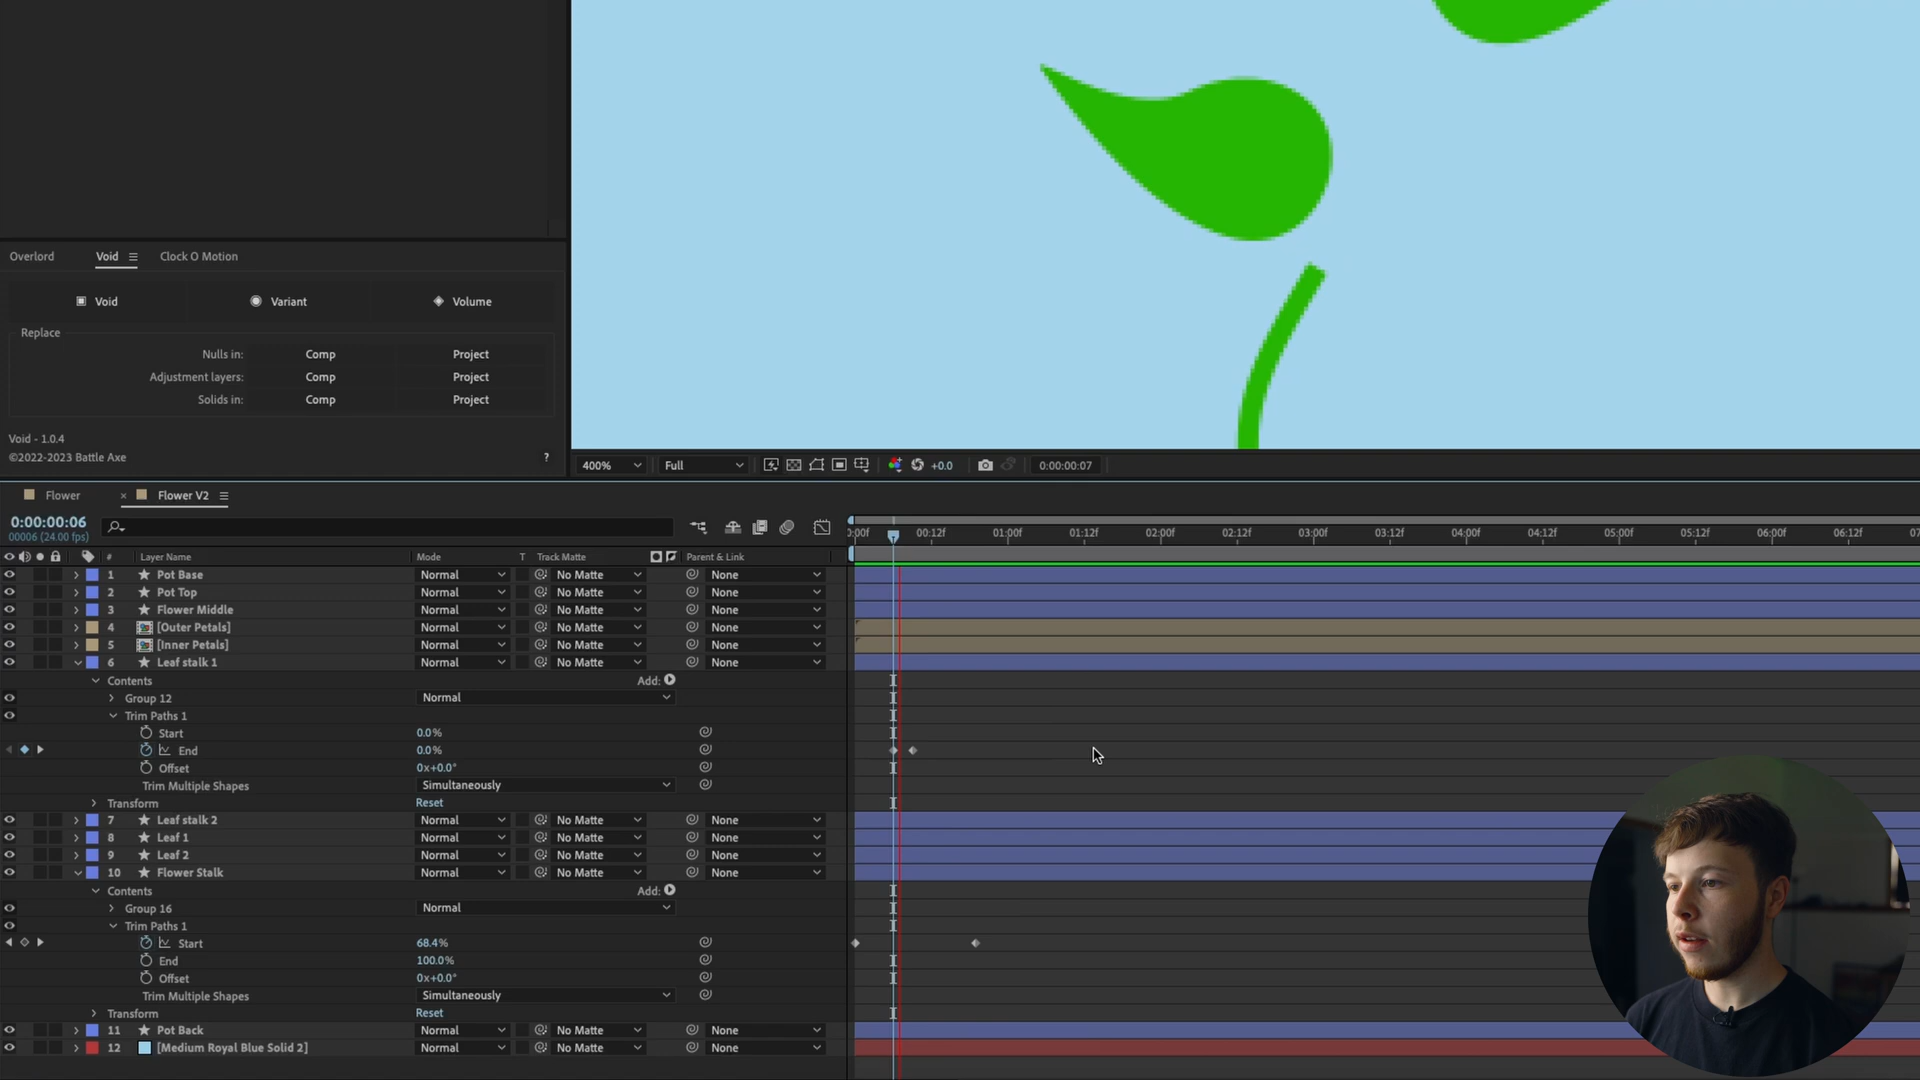 Overlord Void Clock O Motion
Void Variant Volume
Replace
Nulls in: Comp Project
Adjustment layers: Comp Project
Solids in: Comp Project
Void - 1.0.4
©2022-2023 Battle Axe ?
400% Full +0.0 0:00:00:07
Flower × Flower V2
0:00:00:06
00006 (24.00 fps)
:00f 00:12f 01:00f 01:12f 02:00f 02:12f 03:00f 03:12f 04:00f 04:12f 05:00f 05:12f 06:00f 06:12f 07
# Layer Name Mode T Track Matte Parent & Link
1 Pot Base Normal No Matte None
2 Pot Top Normal No Matte None
3 Flower Middle Normal No Matte None
4 [Outer Petals] Normal No Matte None
5 [Inner Petals] Normal No Matte None
6 Leaf stalk 1 Normal No Matte None
Contents Add:
Group 12 Normal
Trim Paths 1
Start 0.0%
End 0.0%
Offset 0x+0.0°
Trim Multiple Shapes Simultaneously
Transform Reset
7 Leaf stalk 2 Normal No Matte None
8 Leaf 1 Normal No Matte None
9 Leaf 2 Normal No Matte None
10 Flower Stalk Normal No Matte None
Contents Add:
Group 16 Normal
Trim Paths 1
Start 68.4%
End 100.0%
Offset 0x+0.0°
Trim Multiple Shapes Simultaneously
Transform Reset
11 Pot Back Normal No Matte None
12 [Medium Royal Blue Solid 2] Normal No Matte None